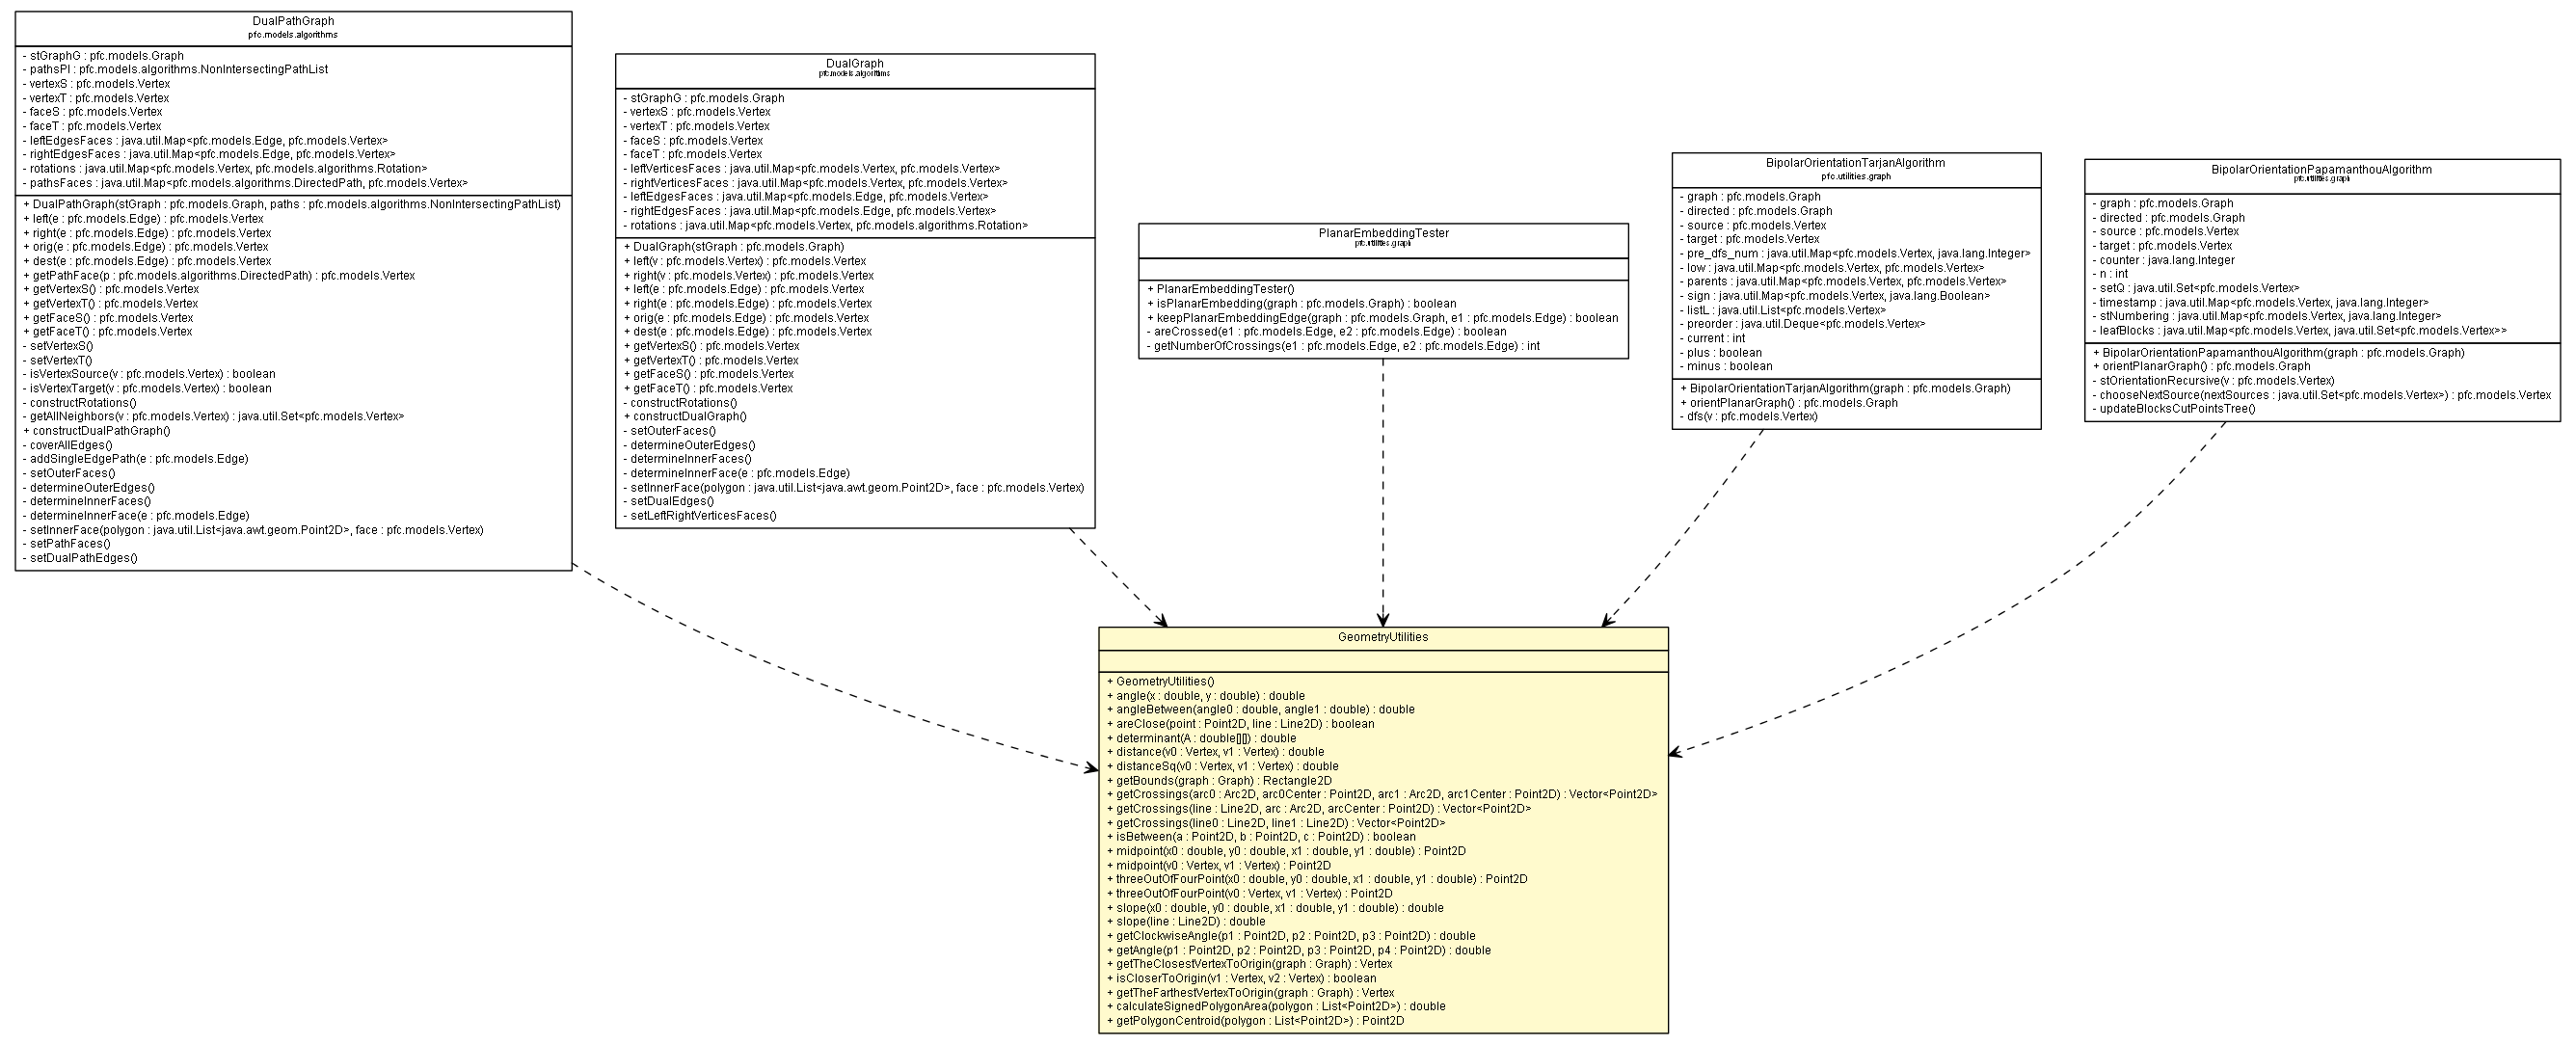 DualPathGraph
pfc.models.algorithms
- stGraphG : pfc.models.Graph
- pathsPI : pfc.models.algorithms.NonIntersectingPathList
- vertexS : pfc.models.Vertex
- vertexT : pfc.models.Vertex
- faceS : pfc.models.Vertex
- faceT : pfc.models.Vertex
- leftEdgesFaces : java.util.Map<pfc.models.Edge, pfc.models.Vertex>
- rightEdgesFaces : java.util.Map<pfc.models.Edge, pfc.models.Vertex>
- rotations : java.util.Map<pfc.models.Vertex, pfc.models.algorithms.Rotation>
- pathsFaces : java.util.Map<pfc.models.algorithms.DirectedPath, pfc.models.Vertex>
+ DualPathGraph(stGraph : pfc.models.Graph, paths : pfc.models.algorithms.NonIntersectingPathList)
+ left(e : pfc.models.Edge) : pfc.models.Vertex
+ right(e : pfc.models.Edge) : pfc.models.Vertex
+ orig(e : pfc.models.Edge) : pfc.models.Vertex
+ dest(e : pfc.models.Edge) : pfc.models.Vertex
+ getPathFace(p : pfc.models.algorithms.DirectedPath) : pfc.models.Vertex
+ getVertexS() : pfc.models.Vertex
+ getVertexT() : pfc.models.Vertex
+ getFaceS() : pfc.models.Vertex
+ getFaceT() : pfc.models.Vertex
- setVertexS()
- setVertexT()
- isVertexSource(v : pfc.models.Vertex) : boolean
- isVertexTarget(v : pfc.models.Vertex) : boolean
- constructRotations()
- getAllNeighbors(v : pfc.models.Vertex) : java.util.Set<pfc.models.Vertex>
+ constructDualPathGraph()
- coverAllEdges()
- addSingleEdgePath(e : pfc.models.Edge)
- setOuterFaces()
- determineOuterEdges()
- determineInnerFaces()
- determineInnerFace(e : pfc.models.Edge)
- setInnerFace(polygon : java.util.List<java.awt.geom.Point2D>, face : pfc.models.Vertex)
- setPathFaces()
- setDualPathEdges()
DualGraph
pfc.models.algorithms
- stGraphG : pfc.models.Graph
- vertexS : pfc.models.Vertex
- vertexT : pfc.models.Vertex
- faceS : pfc.models.Vertex
- faceT : pfc.models.Vertex
- leftVerticesFaces : java.util.Map<pfc.models.Vertex, pfc.models.Vertex>
- rightVerticesFaces : java.util.Map<pfc.models.Vertex, pfc.models.Vertex>
- leftEdgesFaces : java.util.Map<pfc.models.Edge, pfc.models.Vertex>
- rightEdgesFaces : java.util.Map<pfc.models.Edge, pfc.models.Vertex>
- rotations : java.util.Map<pfc.models.Vertex, pfc.models.algorithms.Rotation>
+ DualGraph(stGraph : pfc.models.Graph)
+ left(v : pfc.models.Vertex) : pfc.models.Vertex
+ right(v : pfc.models.Vertex) : pfc.models.Vertex
+ left(e : pfc.models.Edge) : pfc.models.Vertex
+ right(e : pfc.models.Edge) : pfc.models.Vertex
+ orig(e : pfc.models.Edge) : pfc.models.Vertex
+ dest(e : pfc.models.Edge) : pfc.models.Vertex
+ getVertexS() : pfc.models.Vertex
+ getVertexT() : pfc.models.Vertex
+ getFaceS() : pfc.models.Vertex
+ getFaceT() : pfc.models.Vertex
- constructRotations()
+ constructDualGraph()
- setOuterFaces()
- determineOuterEdges()
- determineInnerFaces()
- determineInnerFace(e : pfc.models.Edge)
- setInnerFace(polygon : java.util.List<java.awt.geom.Point2D>, face : pfc.models.Vertex)
- setDualEdges()
- setLeftRightVerticesFaces()
PlanarEmbeddingTester
pfc.utilities.graph
+ PlanarEmbeddingTester()
+ isPlanarEmbedding(graph : pfc.models.Graph) : boolean
+ keepPlanarEmbeddingEdge(graph : pfc.models.Graph, e1 : pfc.models.Edge) : boolean
- areCrossed(e1 : pfc.models.Edge, e2 : pfc.models.Edge) : boolean
- getNumberOfCrossings(e1 : pfc.models.Edge, e2 : pfc.models.Edge) : int
BipolarOrientationTarjanAlgorithm
pfc.utilities.graph
- graph : pfc.models.Graph
- directed : pfc.models.Graph
- source : pfc.models.Vertex
- target : pfc.models.Vertex
- pre_dfs_num : java.util.Map<pfc.models.Vertex, java.lang.Integer>
- low : java.util.Map<pfc.models.Vertex, pfc.models.Vertex>
- parents : java.util.Map<pfc.models.Vertex, pfc.models.Vertex>
- sign : java.util.Map<pfc.models.Vertex, java.lang.Boolean>
- listL : java.util.List<pfc.models.Vertex>
- preorder : java.util.Deque<pfc.models.Vertex>
- current : int
- plus : boolean
- minus : boolean
+ BipolarOrientationTarjanAlgorithm(graph : pfc.models.Graph)
+ orientPlanarGraph() : pfc.models.Graph
- dfs(v : pfc.models.Vertex)
BipolarOrientationPapamanthouAlgorithm
pfc.utilities.graph
- graph : pfc.models.Graph
- directed : pfc.models.Graph
- source : pfc.models.Vertex
- target : pfc.models.Vertex
- counter : java.lang.Integer
- n : int
- setQ : java.util.Set<pfc.models.Vertex>
- timestamp : java.util.Map<pfc.models.Vertex, java.lang.Integer>
- stNumbering : java.util.Map<pfc.models.Vertex, java.lang.Integer>
- leafBlocks : java.util.Map<pfc.models.Vertex, java.util.Set<pfc.models.Vertex>>
+ BipolarOrientationPapamanthouAlgorithm(graph : pfc.models.Graph)
+ orientPlanarGraph() : pfc.models.Graph
- stOrientationRecursive(v : pfc.models.Vertex)
- chooseNextSource(nextSources : java.util.Set<pfc.models.Vertex>) : pfc.models.Vertex
- updateBlocksCutPointsTree()
GeometryUtilities
+ GeometryUtilities()
+ angle(x : double, y : double) : double
+ angleBetween(angle0 : double, angle1 : double) : double
+ areClose(point : Point2D, line : Line2D) : boolean
+ determinant(A : double[][]) : double
+ distance(v0 : Vertex, v1 : Vertex) : double
+ distanceSq(v0 : Vertex, v1 : Vertex) : double
+ getBounds(graph : Graph) : Rectangle2D
+ getCrossings(arc0 : Arc2D, arc0Center : Point2D, arc1 : Arc2D, arc1Center : Point2D) : Vector<Point2D>
+ getCrossings(line : Line2D, arc : Arc2D, arcCenter : Point2D) : Vector<Point2D>
+ getCrossings(line0 : Line2D, line1 : Line2D) : Vector<Point2D>
+ isBetween(a : Point2D, b : Point2D, c : Point2D) : boolean
+ midpoint(x0 : double, y0 : double, x1 : double, y1 : double) : Point2D
+ midpoint(v0 : Vertex, v1 : Vertex) : Point2D
+ threeOutOfFourPoint(x0 : double, y0 : double, x1 : double, y1 : double) : Point2D
+ threeOutOfFourPoint(v0 : Vertex, v1 : Vertex) : Point2D
+ slope(x0 : double, y0 : double, x1 : double, y1 : double) : double
+ slope(line : Line2D) : double
+ getClockwiseAngle(p1 : Point2D, p2 : Point2D, p3 : Point2D) : double
+ getAngle(p1 : Point2D, p2 : Point2D, p3 : Point2D, p4 : Point2D) : double
+ getTheClosestVertexToOrigin(graph : Graph) : Vertex
+ isCloserToOrigin(v1 : Vertex, v2 : Vertex) : boolean
+ getTheFarthestVertexToOrigin(graph : Graph) : Vertex
+ calculateSignedPolygonArea(polygon : List<Point2D>) : double
+ getPolygonCentroid(polygon : List<Point2D>) : Point2D